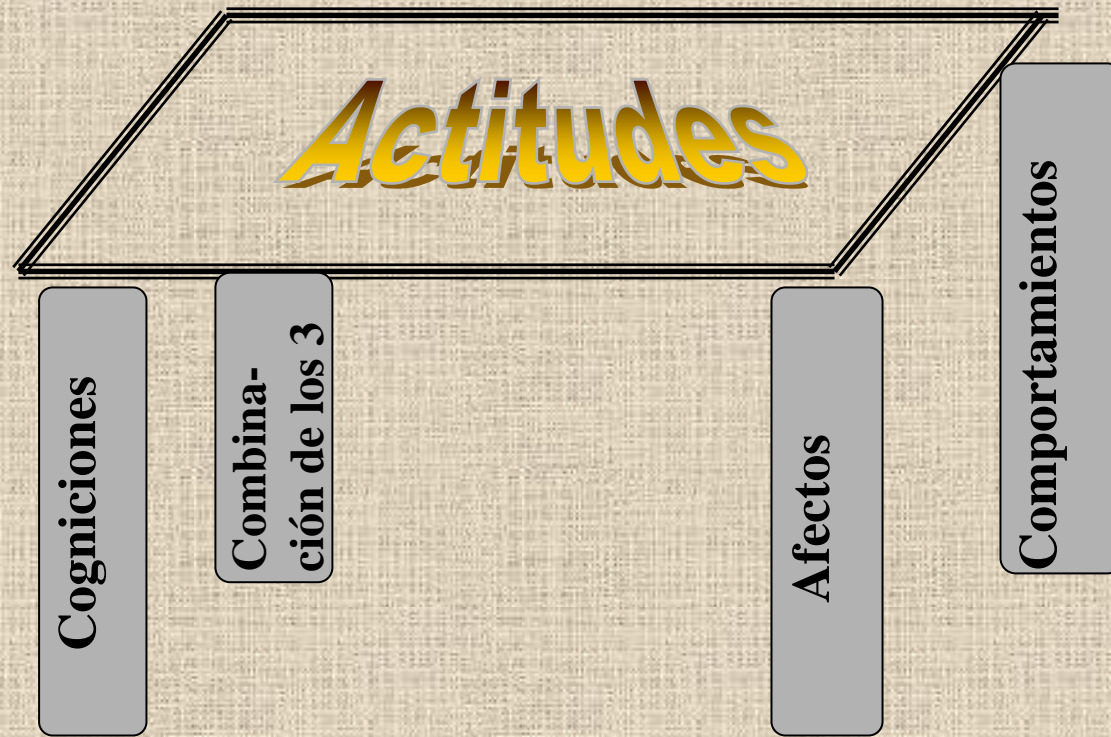 Actitudes
Cogniciones
Combina-
ción de los 3
Afectos
Comportamientos